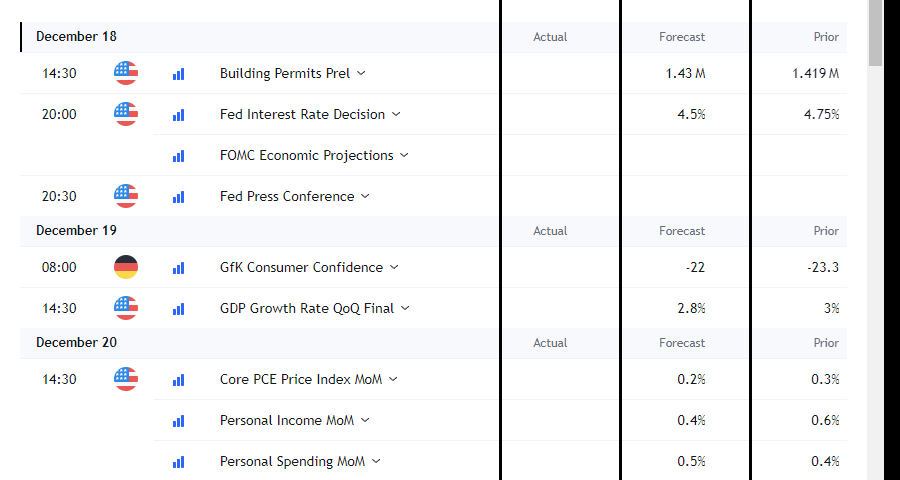 December 18 Actual Forecast Prior
14:30 Building Permits Prel 1.43 M 1.419 M
20:00 Fed Interest Rate Decision 4.5% 4.75%
FOMC Economic Projections
20:30 Fed Press Conference
December 19 Actual Forecast Prior
08:00 GfK Consumer Confidence -22 -23.3
14:30 GDP Growth Rate QoQ Final 2.8% 3%
December 20 Actual Forecast Prior
14:30 Core PCE Price Index MoM 0.2% 0.3%
Personal Income MoM 0.4% 0.6%
Personal Spending MoM 0.5% 0.4%